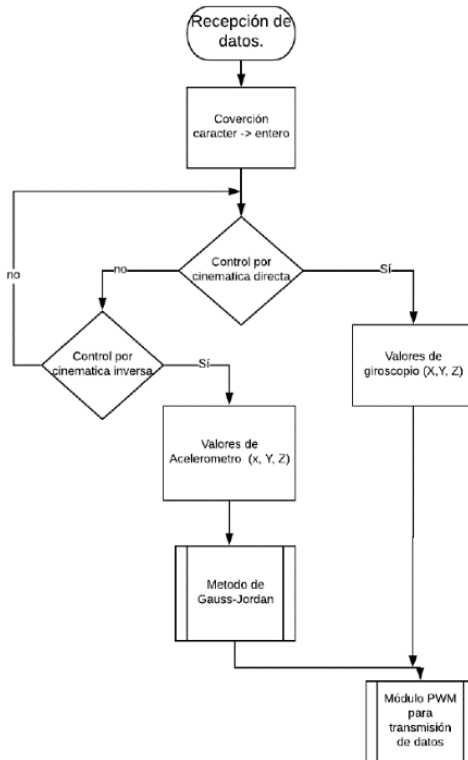 Recepción de
datos.
Coverción
caracter -> entero
Control por
cinematica directa
no
Sí
no
Control por
cinematica inversa
Sí
Valores de
giroscopio (X,Y, Z)
Valores de
Acelerometro (x, Y, Z)
Metodo de
Gauss-Jordan
Módulo PWM
para
transmisión
de datos